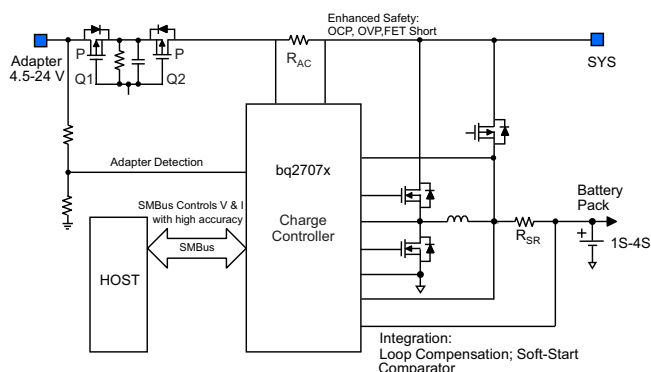 Enhanced Safety:
OCP, OVP,FET Short
Adapter
4.5-24 V
P
P
Q1
Q2
RAC
SYS
Adapter Detection
bq2707x
Charge
Controller
SMBus Controls V & I
with high accuracy
SMBus
HOST
RSR
Battery
Pack
+
1S-4S
Integration:
Loop Compensation; Soft-Start
Comparator